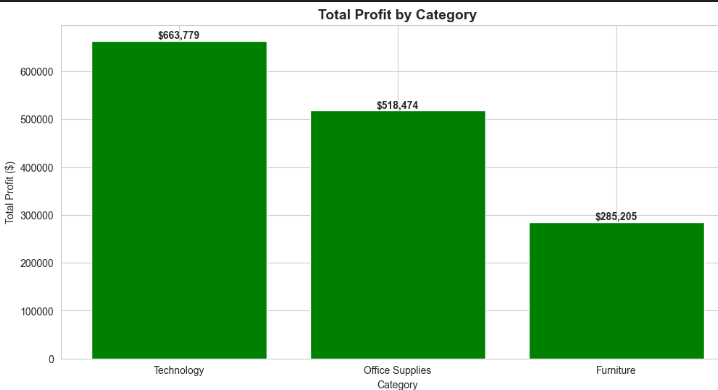 Total Profit by Category
$663,779
$518,474
$285,205
600000
500000
400000
300000
200000
100000
0
Total Profit ($)
Technology
Office Supplies
Furniture
Category